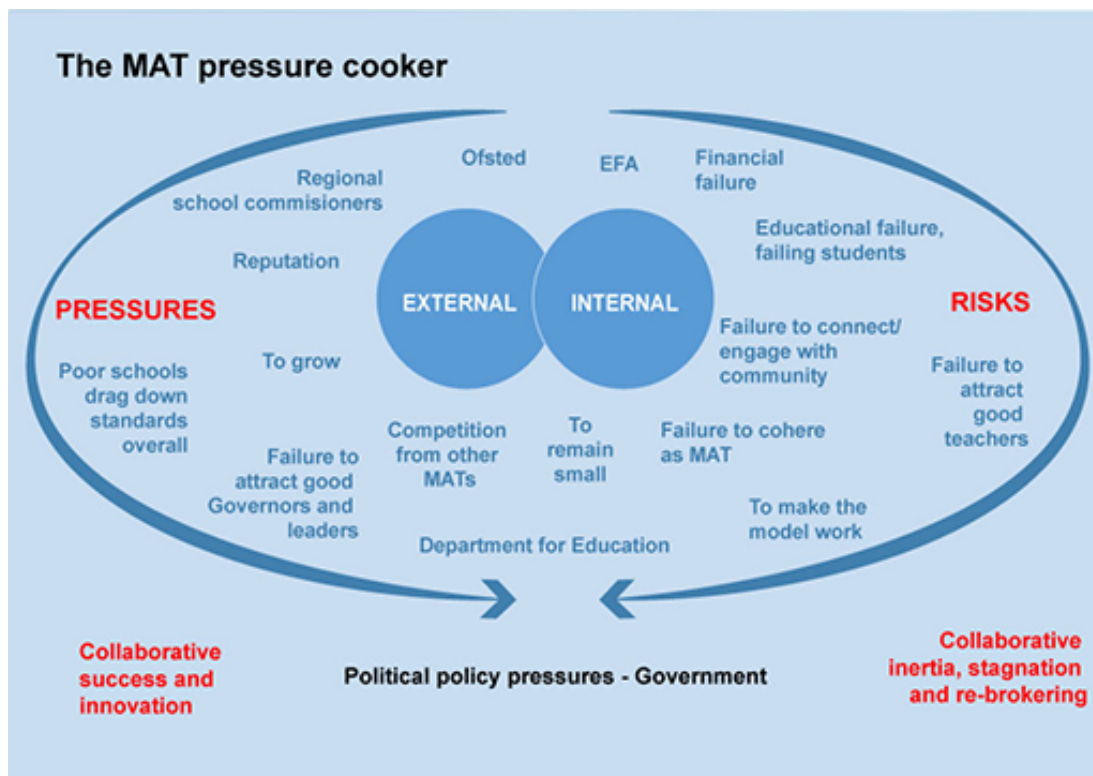 The MAT pressure cooker
Ofsted
EFA
Financial
failure
Regional
school commisioners
Educational failure,
failing students
Reputation
EXTERNAL
INTERNAL
PRESSURES
RISKS
Failure to connect/
engage with
community
To grow
Poor schools
drag down
standards
overall
Failure to
attract
good
teachers
Competition
from other
MATs
To
remain
small
Failure to cohere
as MAT
Failure to
attract good
Governors and
leaders
To make the
model work
Department for Education
Collaborative
success and
innovation
Political policy pressures - Government
Collaborative
inertia, stagnation
and re-brokering